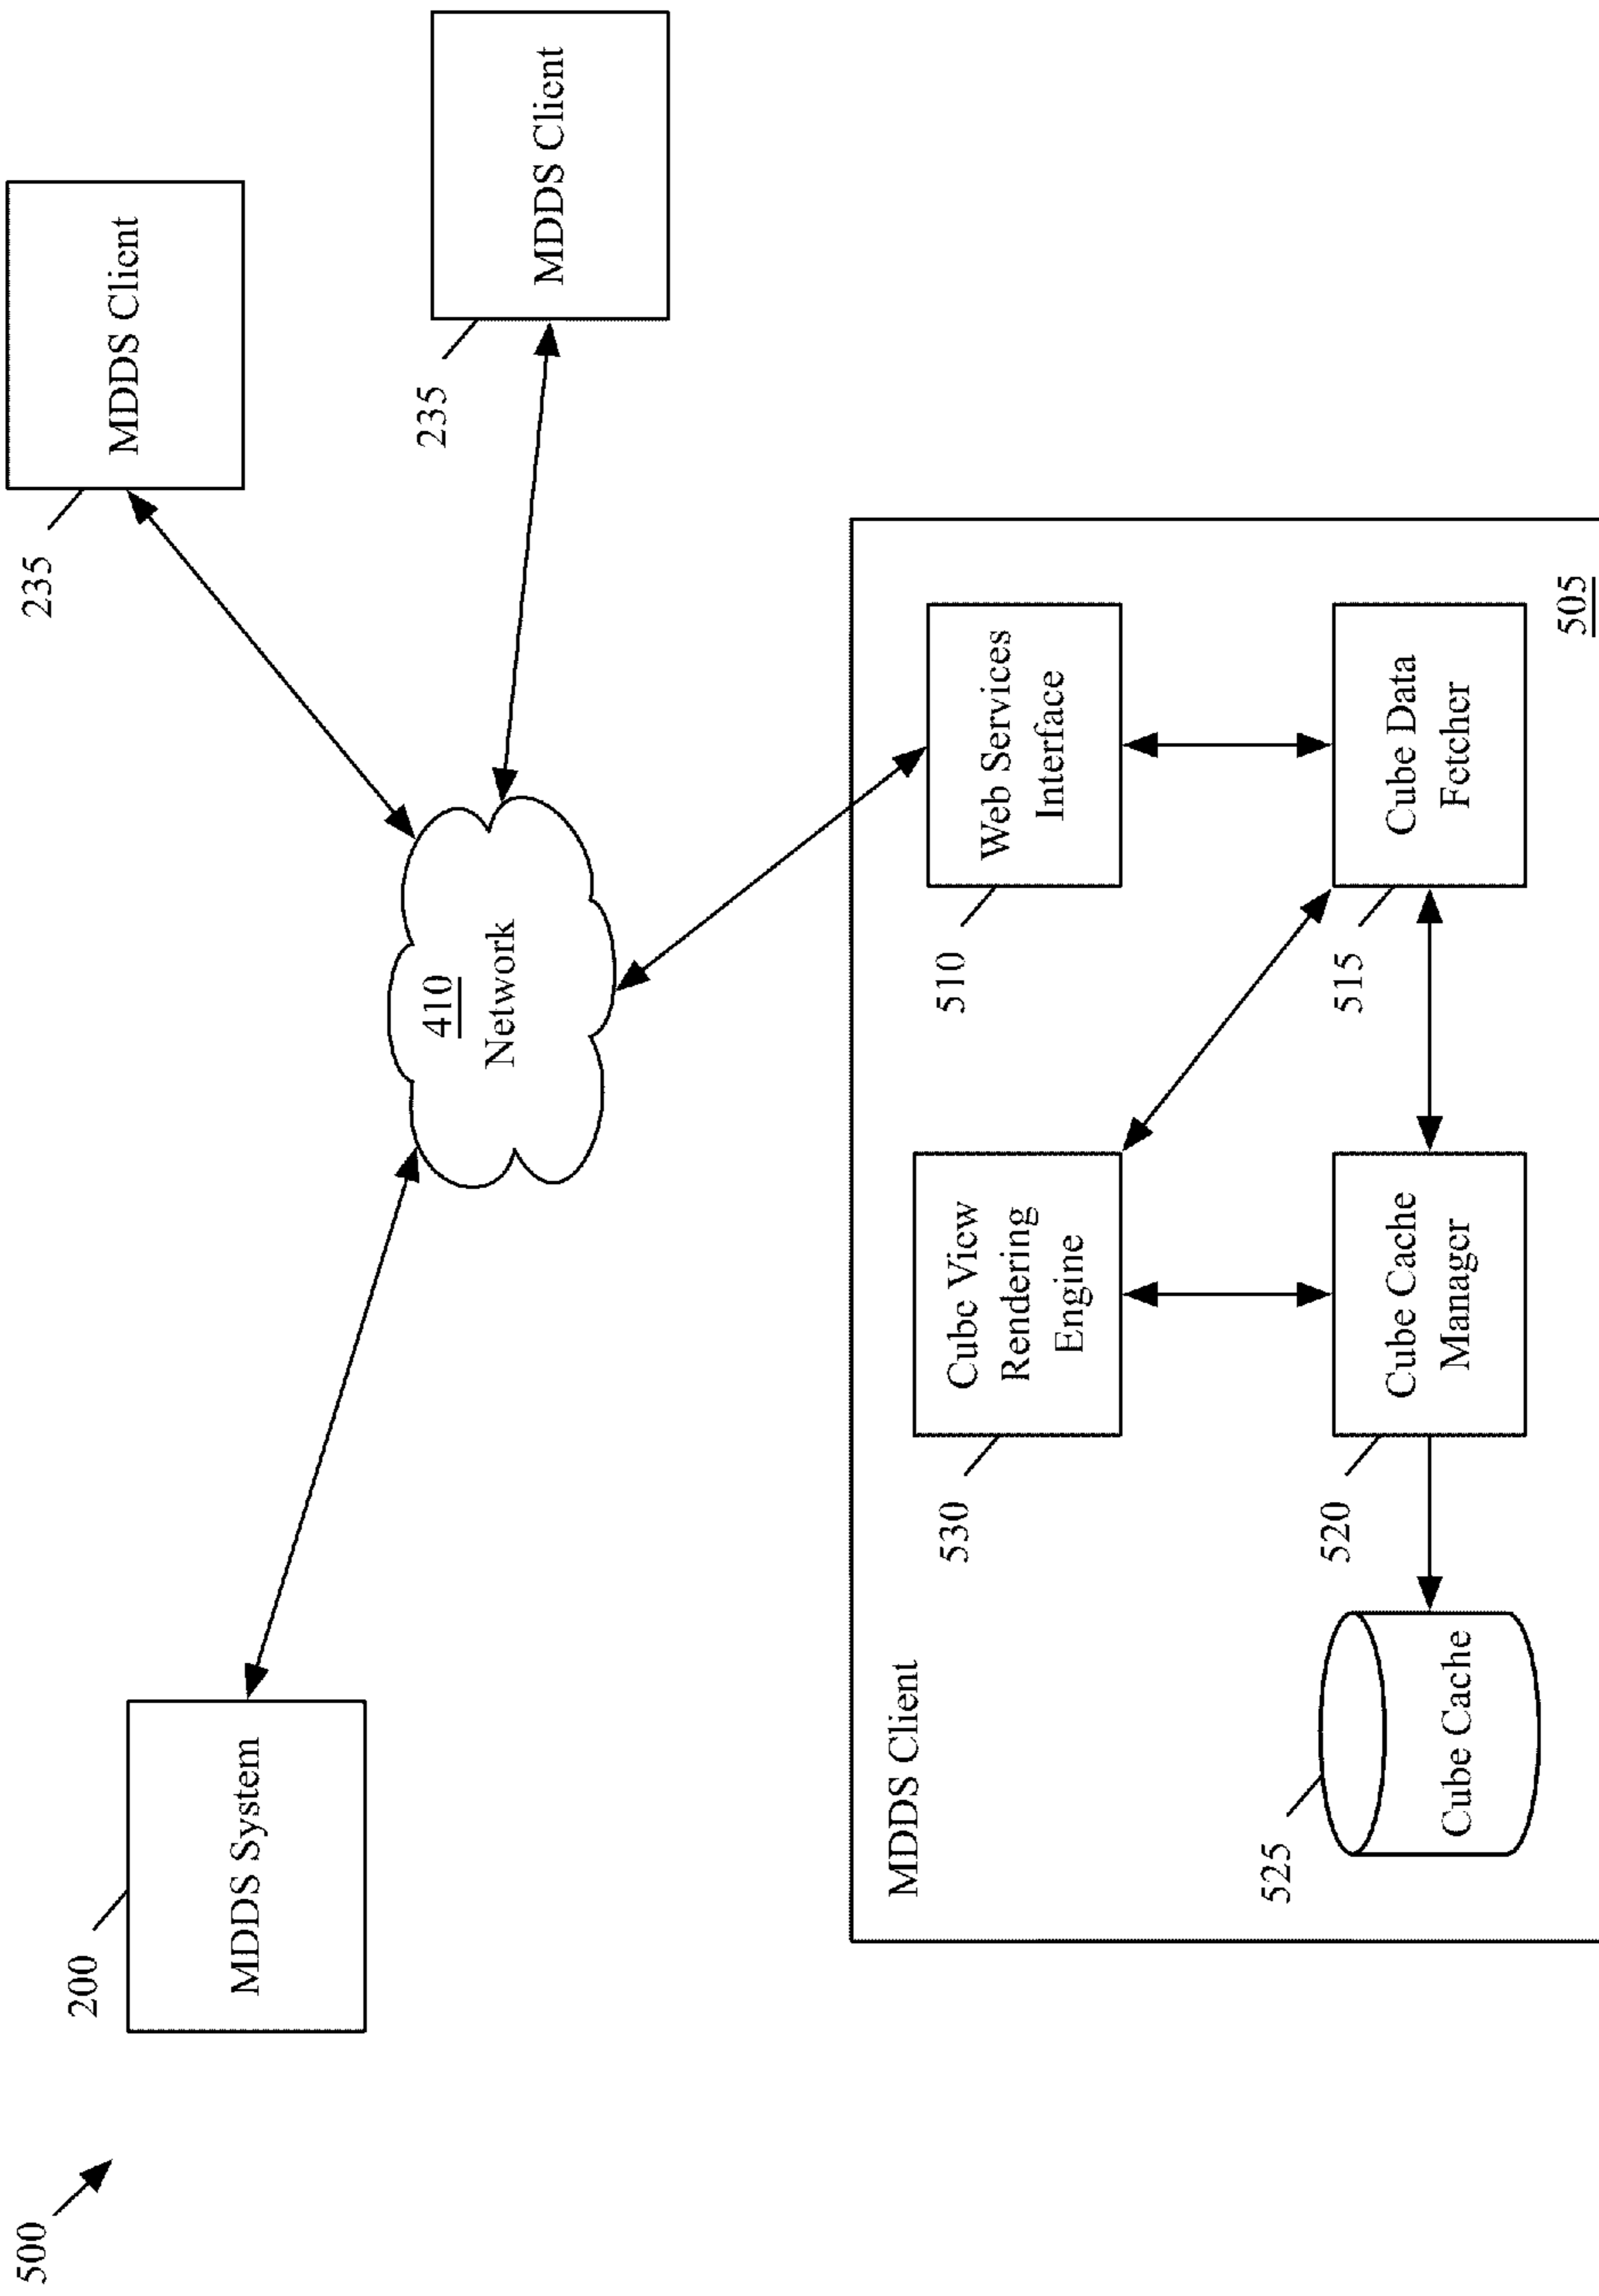 500
200
MDDS System
235
MDDS Client
410
Network
235
MDDS Client
MDDS Client
530
Cube View
Rendering
Engine
510
Web Services
Interface
525
Cube Cache
520
Cube Cache
Manager
515
Cube Data
Fetcher
505